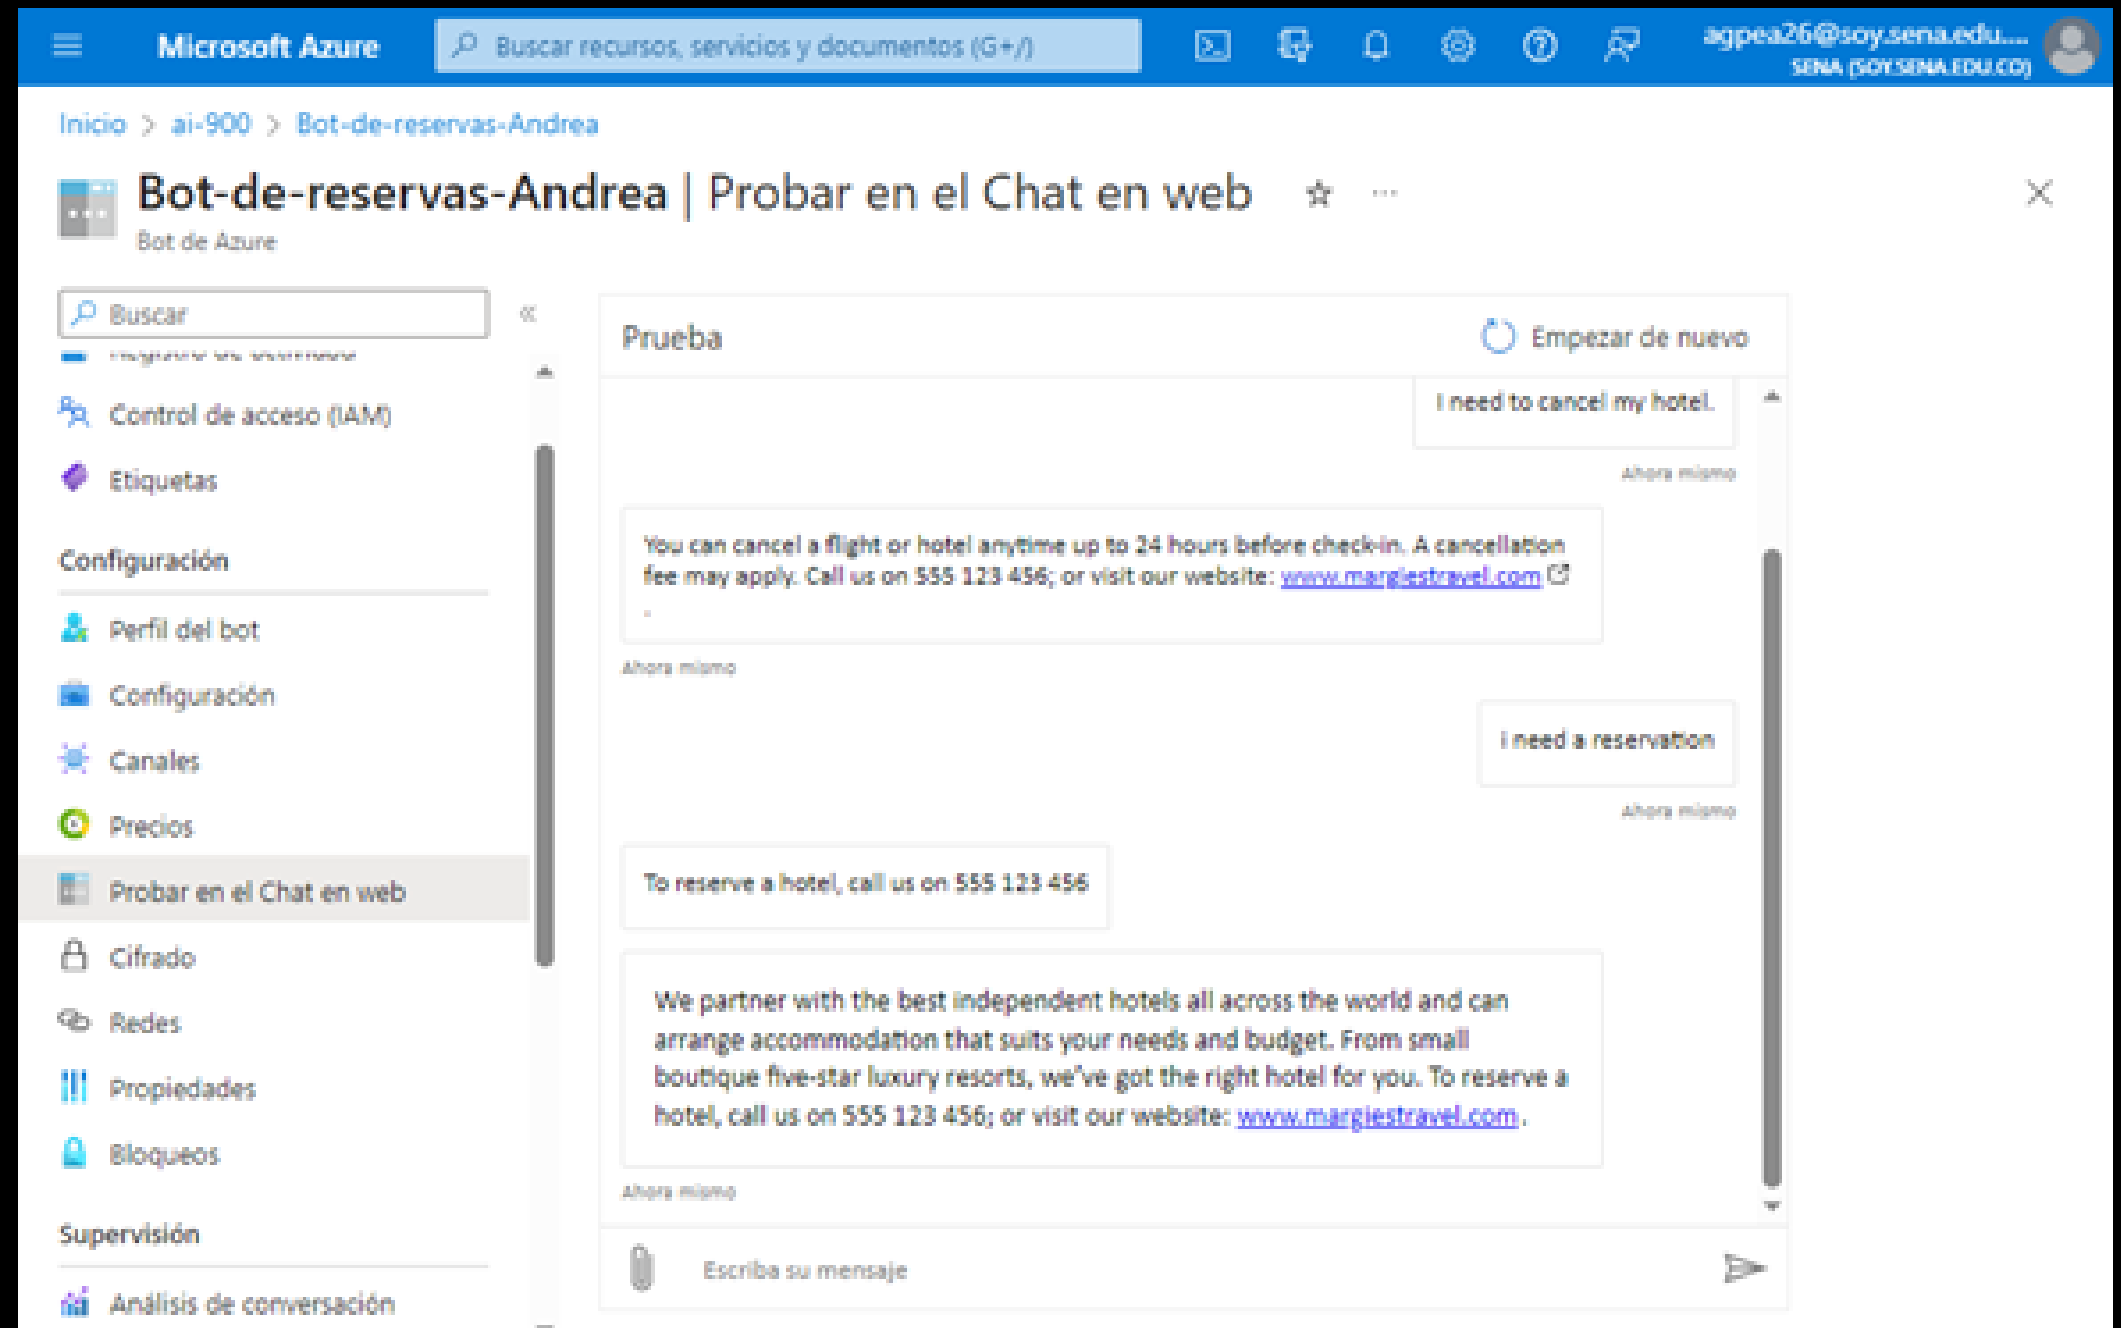 Microsoft Azure
Buscar recursos, servicios y documentos (G+/)
agpea26@soy.sena.edu....
SENA (SOY.SENA.EDU.CO)
Inicio > ai-900 > Bot-de-reservas-Andrea
Bot-de-reservas-Andrea | Probar en el Chat en web
Bot de Azure
Buscar
Control de acceso (IAM)
Etiquetas
Configuración
Perfil del bot
Configuración
Canales
Precios
Probar en el Chat en web
Cifrado
Redes
Propiedades
Bloqueos
Supervisión
Análisis de conversación
Prueba
Empezar de nuevo
I need to cancel my hotel.
Ahora mismo
You can cancel a flight or hotel anytime up to 24 hours before check-in. A cancellation
fee may apply. Call us on 555 123 456; or visit our website: www.margiestravel.com
.
Ahora mismo
i need a reservation
Ahora mismo
To reserve a hotel, call us on 555 123 456
We partner with the best independent hotels all across the world and can
arrange accommodation that suits your needs and budget. From small
boutique five-star luxury resorts, we've got the right hotel for you. To reserve a
hotel, call us on 555 123 456; or visit our website: www.margiestravel.com.
Ahora mismo
Escriba su mensaje